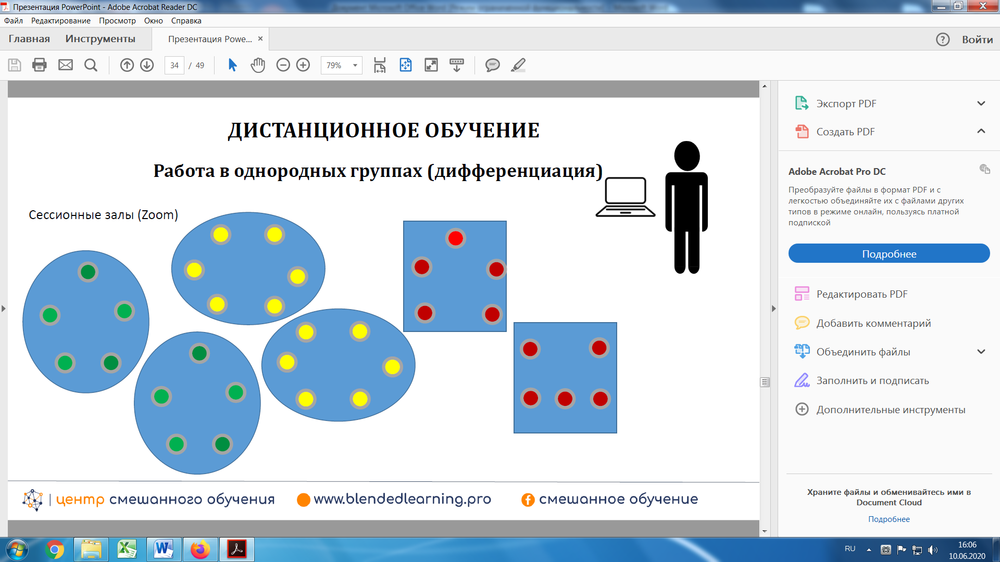 Презентация PowerPoint - Adobe Acrobat Reader DC
Файл Редактирование Просмотр Окно Справка
Главная Инструменты Презентация Powe... × ? Войти
34 / 49 79%
ДИСТАНЦИОННОЕ ОБУЧЕНИЕ
Работа в однородных группах (дифференциация)
Сессионные залы (Zoom)
центр смешанного обучения www.blendedlearning.pro смешанное обучение
Экспорт PDF
Создать PDF
Adobe Acrobat Pro DC
Преобразуйте файлы в формат PDF и с
легкостью объединяйте их с файлами других
типов в режиме онлайн, пользуясь платной
подпиской
Подробнее
Редактировать PDF
Добавить комментарий
Объединить файлы
Заполнить и подписать
Дополнительные инструменты
Храните файлы и обменивайтесь ими в
Document Cloud
Подробнее
RU 16:06
10.06.2020